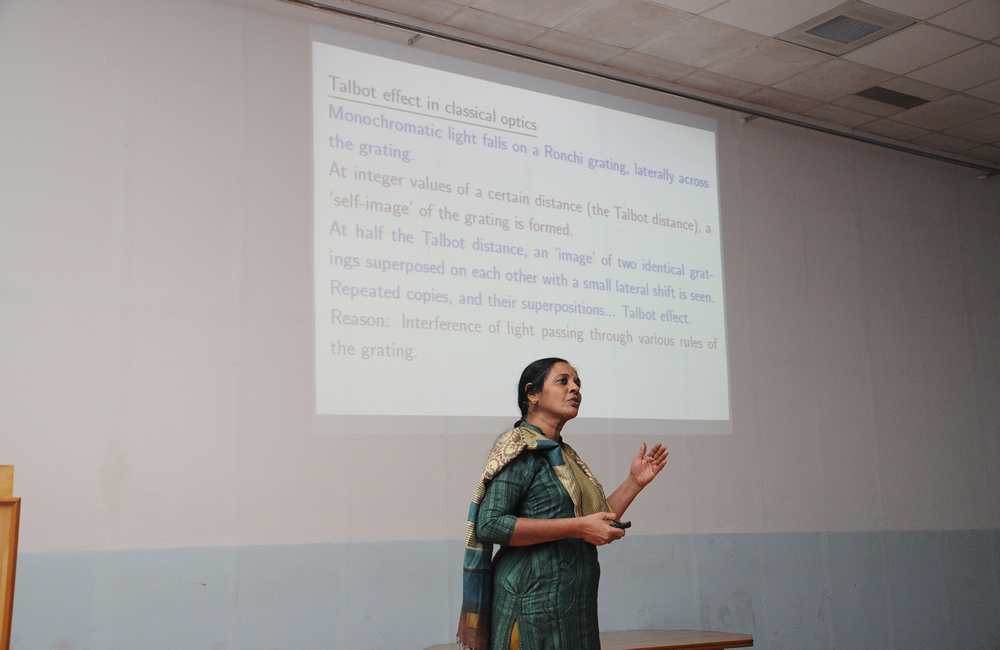 Talbot effect in classical optics
Monochromatic light falls on a Ronchi grating, laterally across
the grating.
At integer values of a certain distance (the Talbot distance), a
‘self-image’ of the grating is formed.
At half the Talbot distance, an ‘image’ of two identical grat-
ings superposed on each other with a small lateral shift is seen.
Repeated copies, and their superpositions... Talbot effect.
Reason: Interference of light passing through various rules of
the grating.